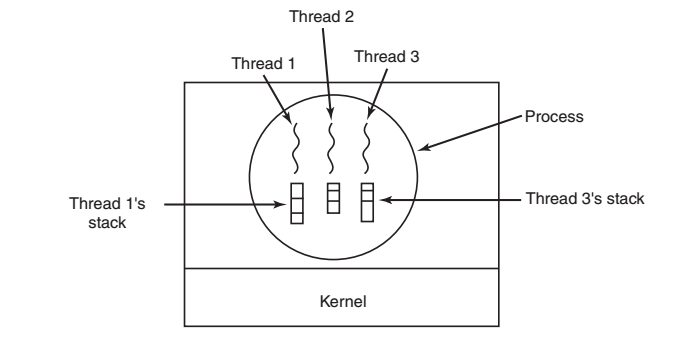 Thread 2
Thread 1
Thread 3
Process
Thread 1's
stack
Thread 3's stack
Kernel